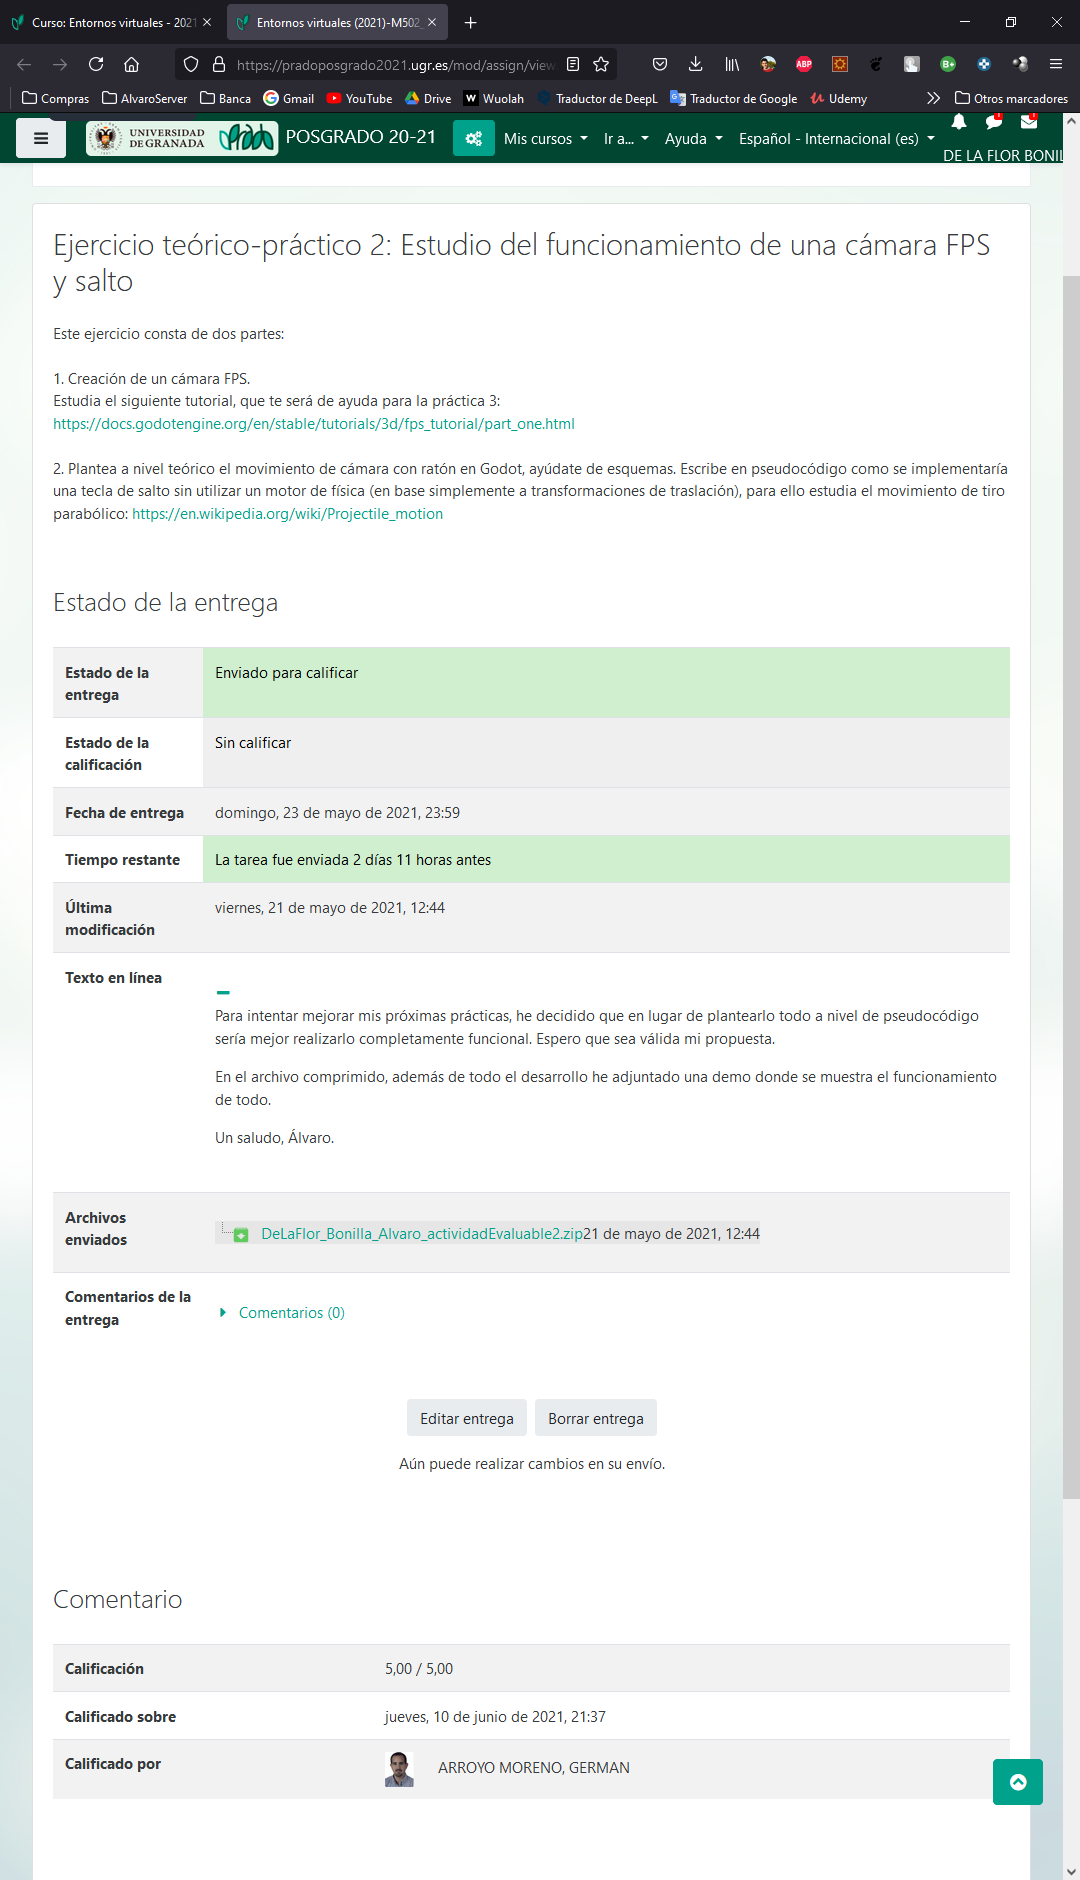 Curso: Entornos virtuales - 2021
Entornos virtuales (2021)-M502_
https://pradoposgrado2021.ugr.es/mod/assign/view
Compras
AlvaroServer
Banca
Gmail
YouTube
Drive
Wuolah
Traductor de DeepL
Traductor de Google
Udemy
Otros marcadores
UNIVERSIDAD
DE GRANADA
POSGRADO 20-21
Mis cursos
Ir a...
Ayuda
Español - Internacional (es)
DE LA FLOR BONIL
Ejercicio teórico-práctico 2: Estudio del funcionamiento de una cámara FPS
y salto
Este ejercicio consta de dos partes:
1. Creación de un cámara FPS.
Estudia el siguiente tutorial, que te será de ayuda para la práctica 3:
https://docs.godotengine.org/en/stable/tutorials/3d/fps_tutorial/part_one.html
2. Plantea a nivel teórico el movimiento de cámara con ratón en Godot, ayúdate de esquemas. Escribe en pseudocódigo como se implementaría
una tecla de salto sin utilizar un motor de física (en base simplemente a transformaciones de traslación), para ello estudia el movimiento de tiro
parabólico: https://en.wikipedia.org/wiki/Projectile_motion
Estado de la entrega
Estado de la
entrega
Enviado para calificar
Estado de la
calificación
Sin calificar
Fecha de entrega
domingo, 23 de mayo de 2021, 23:59
Tiempo restante
La tarea fue enviada 2 días 11 horas antes
Última
modificación
viernes, 21 de mayo de 2021, 12:44
Texto en línea
Para intentar mejorar mis próximas prácticas, he decidido que en lugar de plantearlo todo a nivel de pseudocódigo
sería mejor realizarlo completamente funcional. Espero que sea válida mi propuesta.
En el archivo comprimido, además de todo el desarrollo he adjuntado una demo donde se muestra el funcionamiento
de todo.
Un saludo, Álvaro.
Archivos
enviados
DeLaFlor_Bonilla_Alvaro_actividadEvaluable2.zip21 de mayo de 2021, 12:44
Comentarios de la
entrega
Comentarios (0)
Editar entrega
Borrar entrega
Aún puede realizar cambios en su envío.
Comentario
Calificación
5,00 / 5,00
Calificado sobre
jueves, 10 de junio de 2021, 21:37
Calificado por
ARROYO MORENO, GERMAN